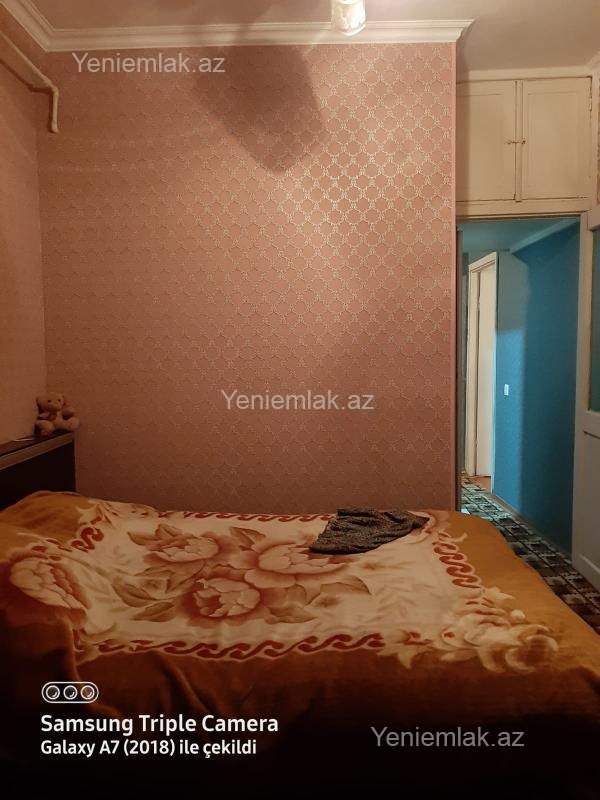 Yeniemlak.az
Yeniemlak.az
Samsung Triple Camera
Galaxy A7 (2018) ile çekildi
Yeniemlak.az